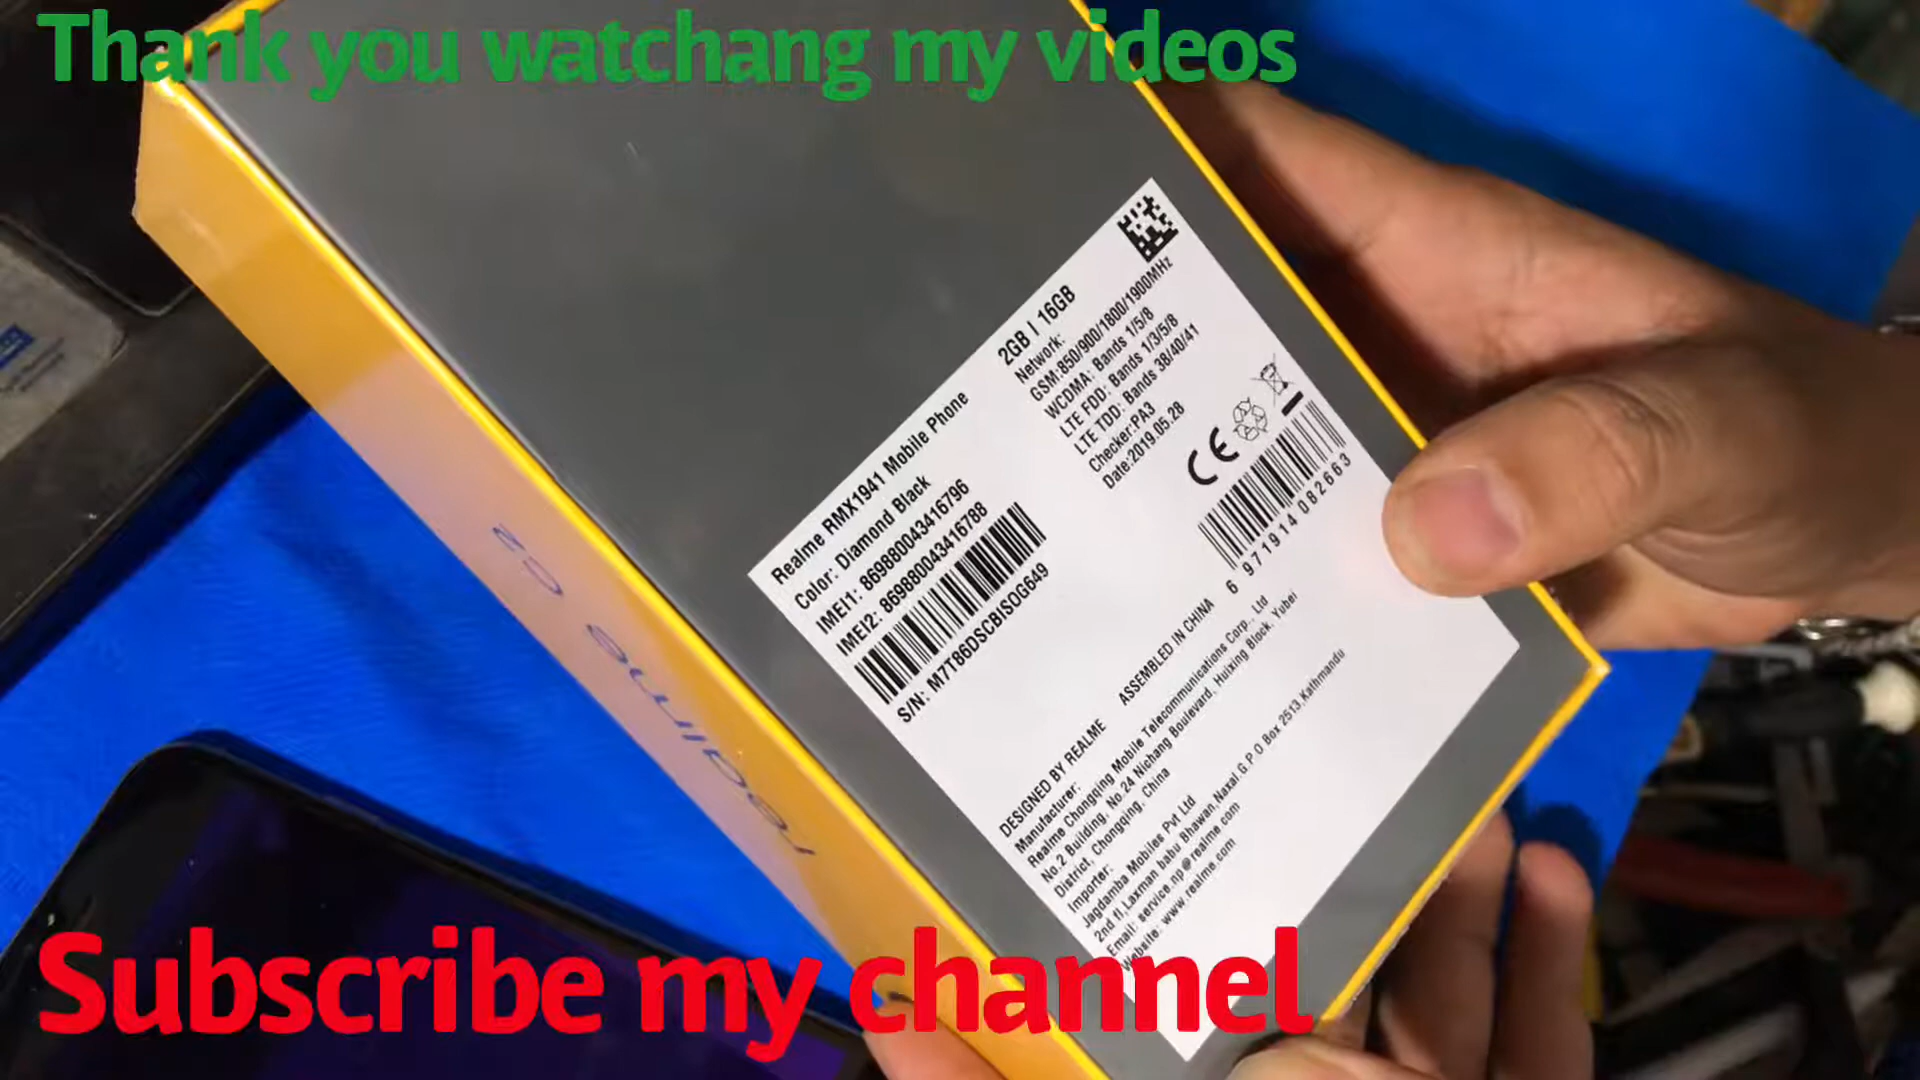 Thank you watchang my videos
Realme RMX1941 Mobile Phone
Color: Diamond Black
IMEI1: 869880043416796
IMEI2: 869880043416788
S/N: M7T86DSCBISOG649
2GB | 16GB
Network:
GSM:850/900/1800/1900MHz
WCDMA: Bands 1/5/8
LTE FDD: Bands 1/3/5/8
LTE TDD: Bands 38/40/41
Checker:PA3
Date:2019.05.28
CE
6 971914 082663
DESIGNED BY REALME ASSEMBLED IN CHINA
Manufacturer:
Realme Chongqing Mobile Telecommunications Corp., Ltd
No.2 Building, No.24 Nichang Boulevard, Huixing Block, Yubei
District, Chongqing, China
Importer:
Jagdamba Mobiles Pvt Ltd
2nd fl, Laxman babu Bhawan, Naxal G P O Box 2513, Kathmandu
Email: service.np@realme.com
Website: www.realme.com
realme C2
Subscribe my channel